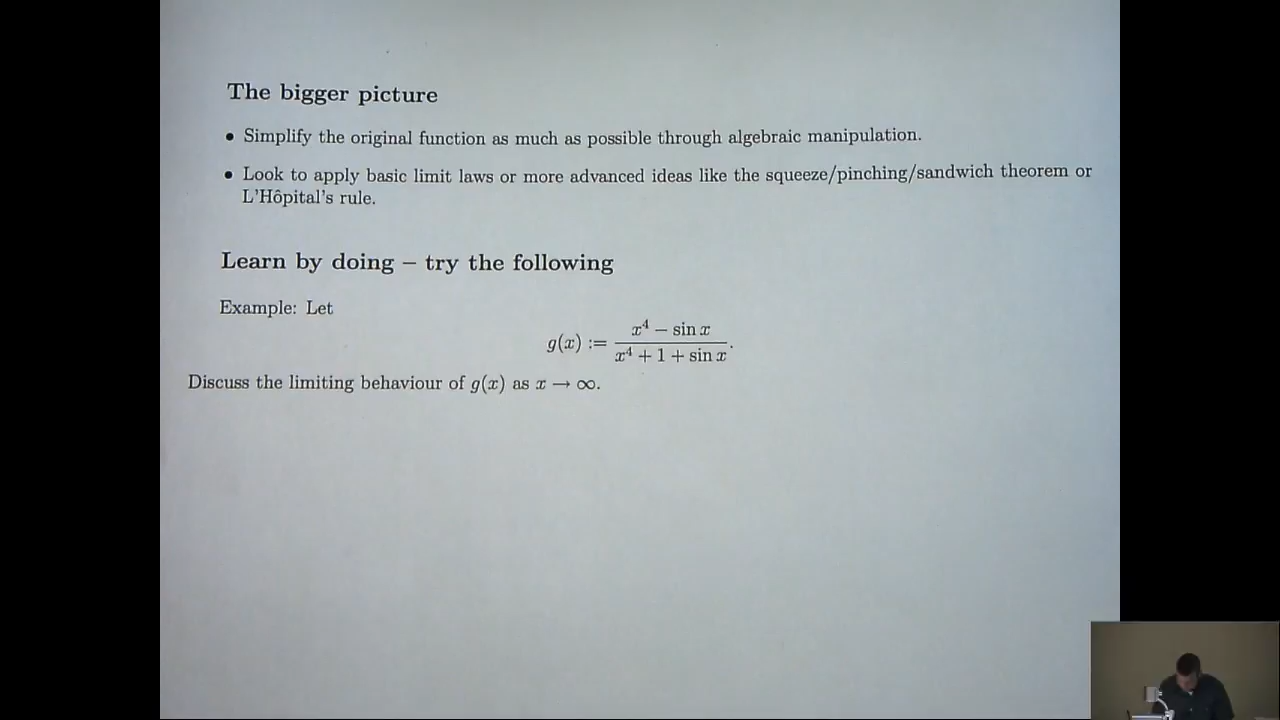 The bigger picture
• Simplify the original function as much as possible through algebraic manipulation.
• Look to apply basic limit laws or more advanced ideas like the squeeze/pinching/sandwich theorem or
L'Hôpital's rule.
Learn by doing – try the following
Example: Let
g(x) := (x⁴ − sin x)/(x⁴ + 1 + sin x).
Discuss the limiting behaviour of g(x) as x → ∞.